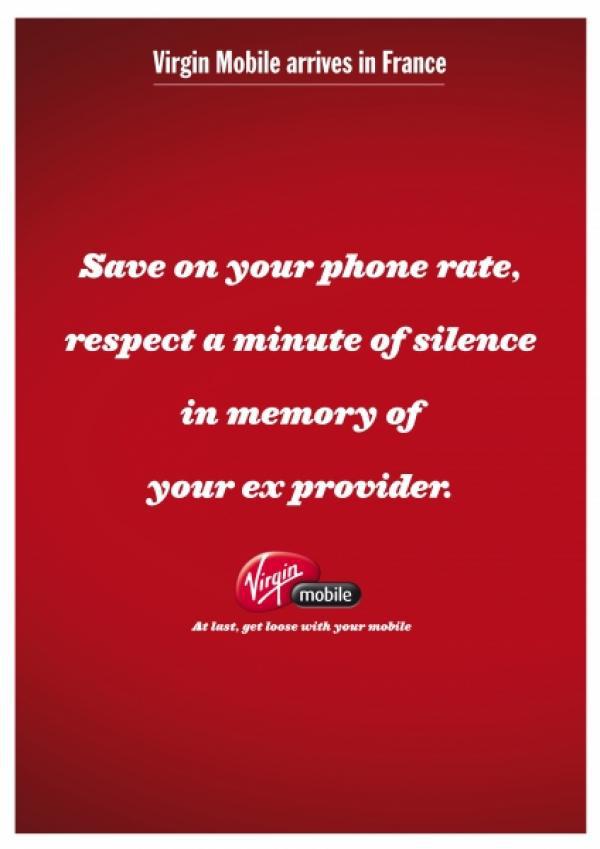 Virgin Mobile arrives in France
Save on your phone rate,
respect a minute of silence
in memory of
your ex provider.
Virgin
mobile
At last, get loose with your mobile